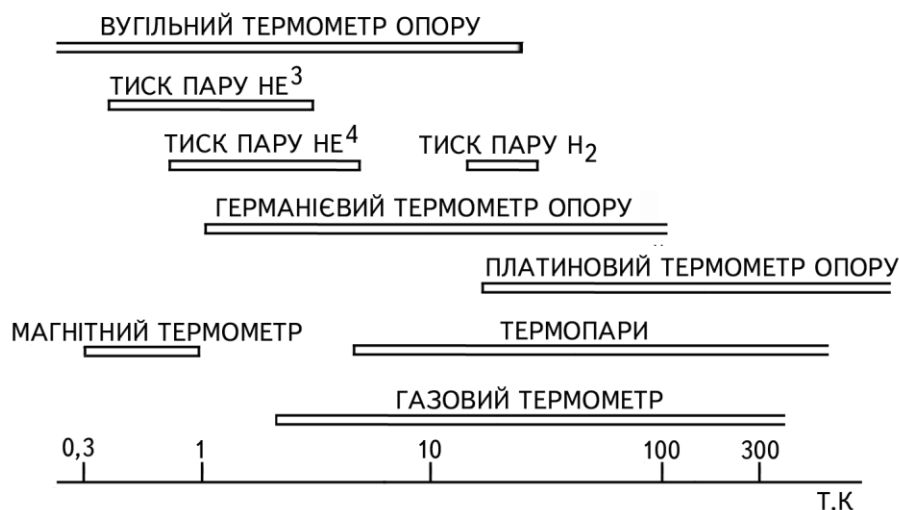 ВУГІЛЬНИЙ ТЕРМОМЕТР ОПОРУ
ТИСК ПАРУ НЕ³
ТИСК ПАРУ НЕ⁴
ТИСК ПАРУ Н₂
ГЕРМАНІЄВИЙ ТЕРМОМЕТР ОПОРУ
ПЛАТИНОВИЙ ТЕРМОМЕТР ОПОРУ
МАГНІТНИЙ ТЕРМОМЕТР
ТЕРМОПАРИ
ГАЗОВИЙ ТЕРМОМЕТР
0,3 1 10 100 300
Т.К